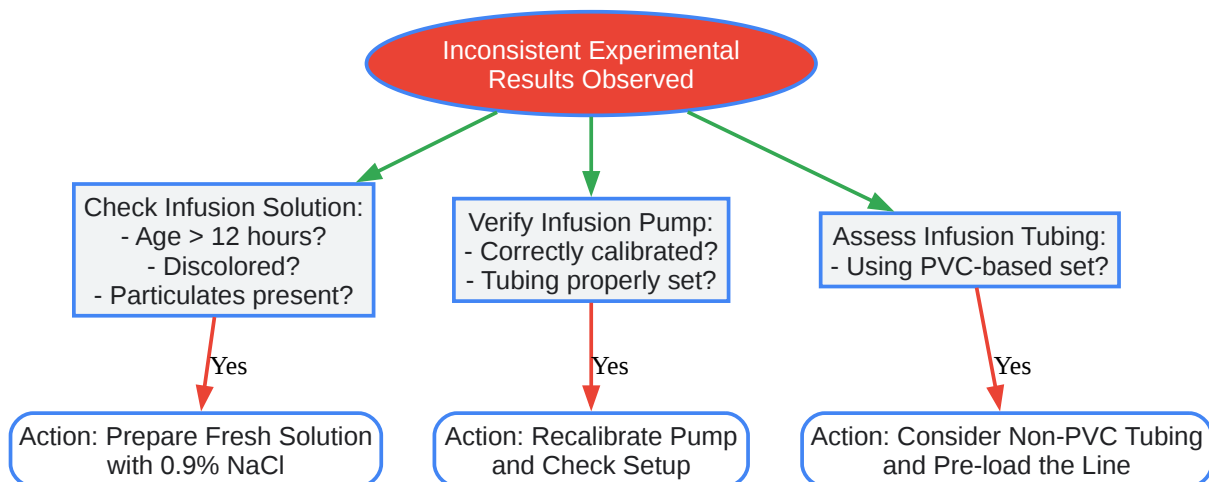 Inconsistent Experimental
Results Observed
Check Infusion Solution:
- Age > 12 hours?
- Discolored?
- Particulates present?
Verify Infusion Pump:
- Correctly calibrated?
- Tubing properly set?
Assess Infusion Tubing:
- Using PVC-based set?
Yes
Yes
Yes
Action: Prepare Fresh Solution
with 0.9% NaCl
Action: Recalibrate Pump
and Check Setup
Action: Consider Non-PVC Tubing
and Pre-load the Line